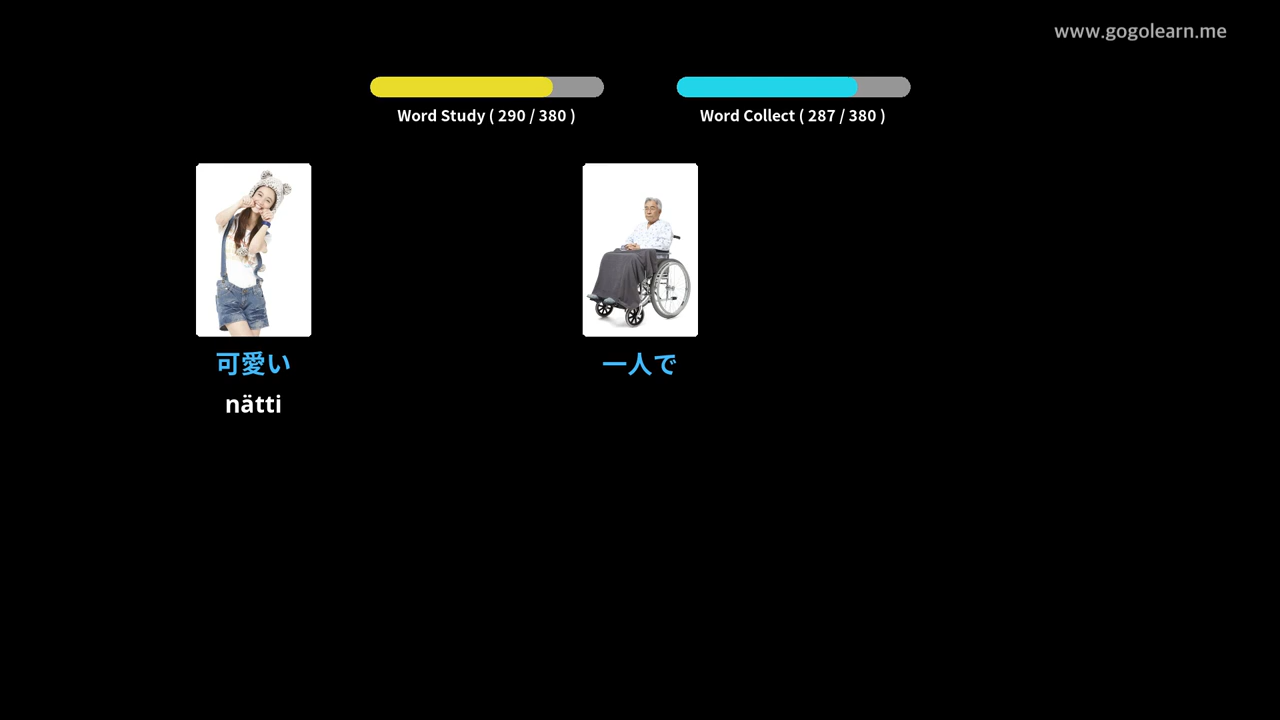 www.gogolearn.me
Word Study ( 290 / 380 )
Word Collect ( 287 / 380 )
可愛い
一人で
nätti